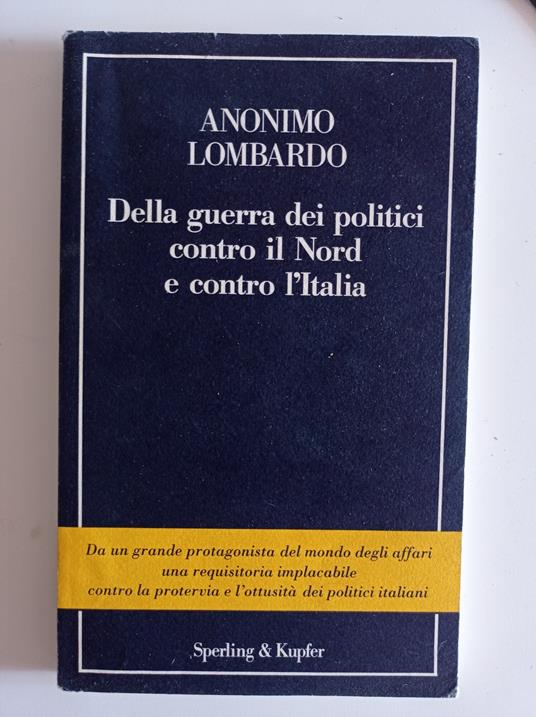 ANONIMO
LOMBARDO
Della guerra dei politici
contro il Nord
e contro l'Italia
Da un grande protagonista del mondo degli affari
una requisitoria implacabile
contro la protervia e l'ottusità dei politici italiani
Sperling & Kupfer